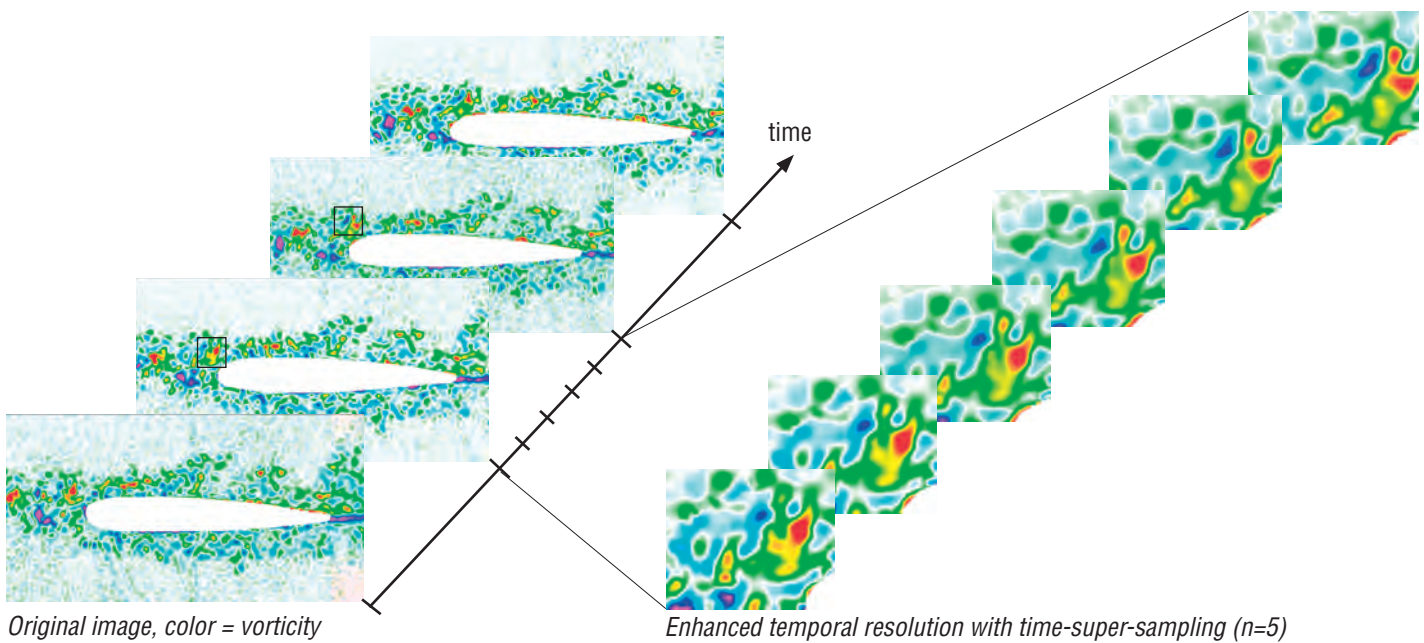 time
Original image, color = vorticity
Enhanced temporal resolution with time-super-sampling (n=5)